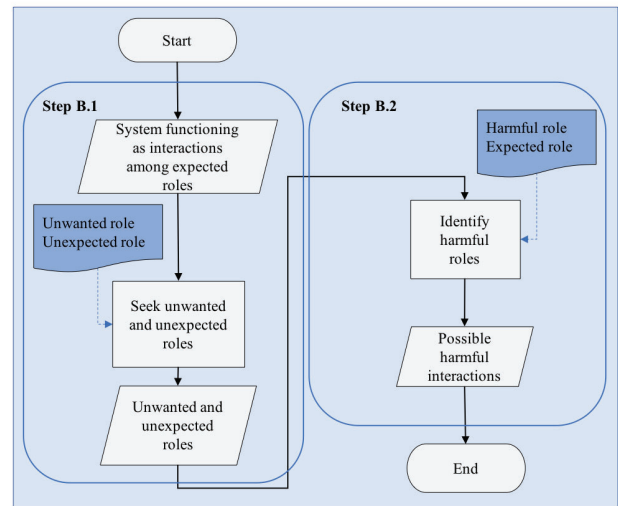 Start
Step B.1
System functioning
as interactions
among expected
roles
Unwanted role
Unexpected role
Seek unwanted
and unexpected
roles
Unwanted and
unexpected
roles
Step B.2
Harmful role
Expected role
Identify
harmful
roles
Possible
harmful
interactions
End